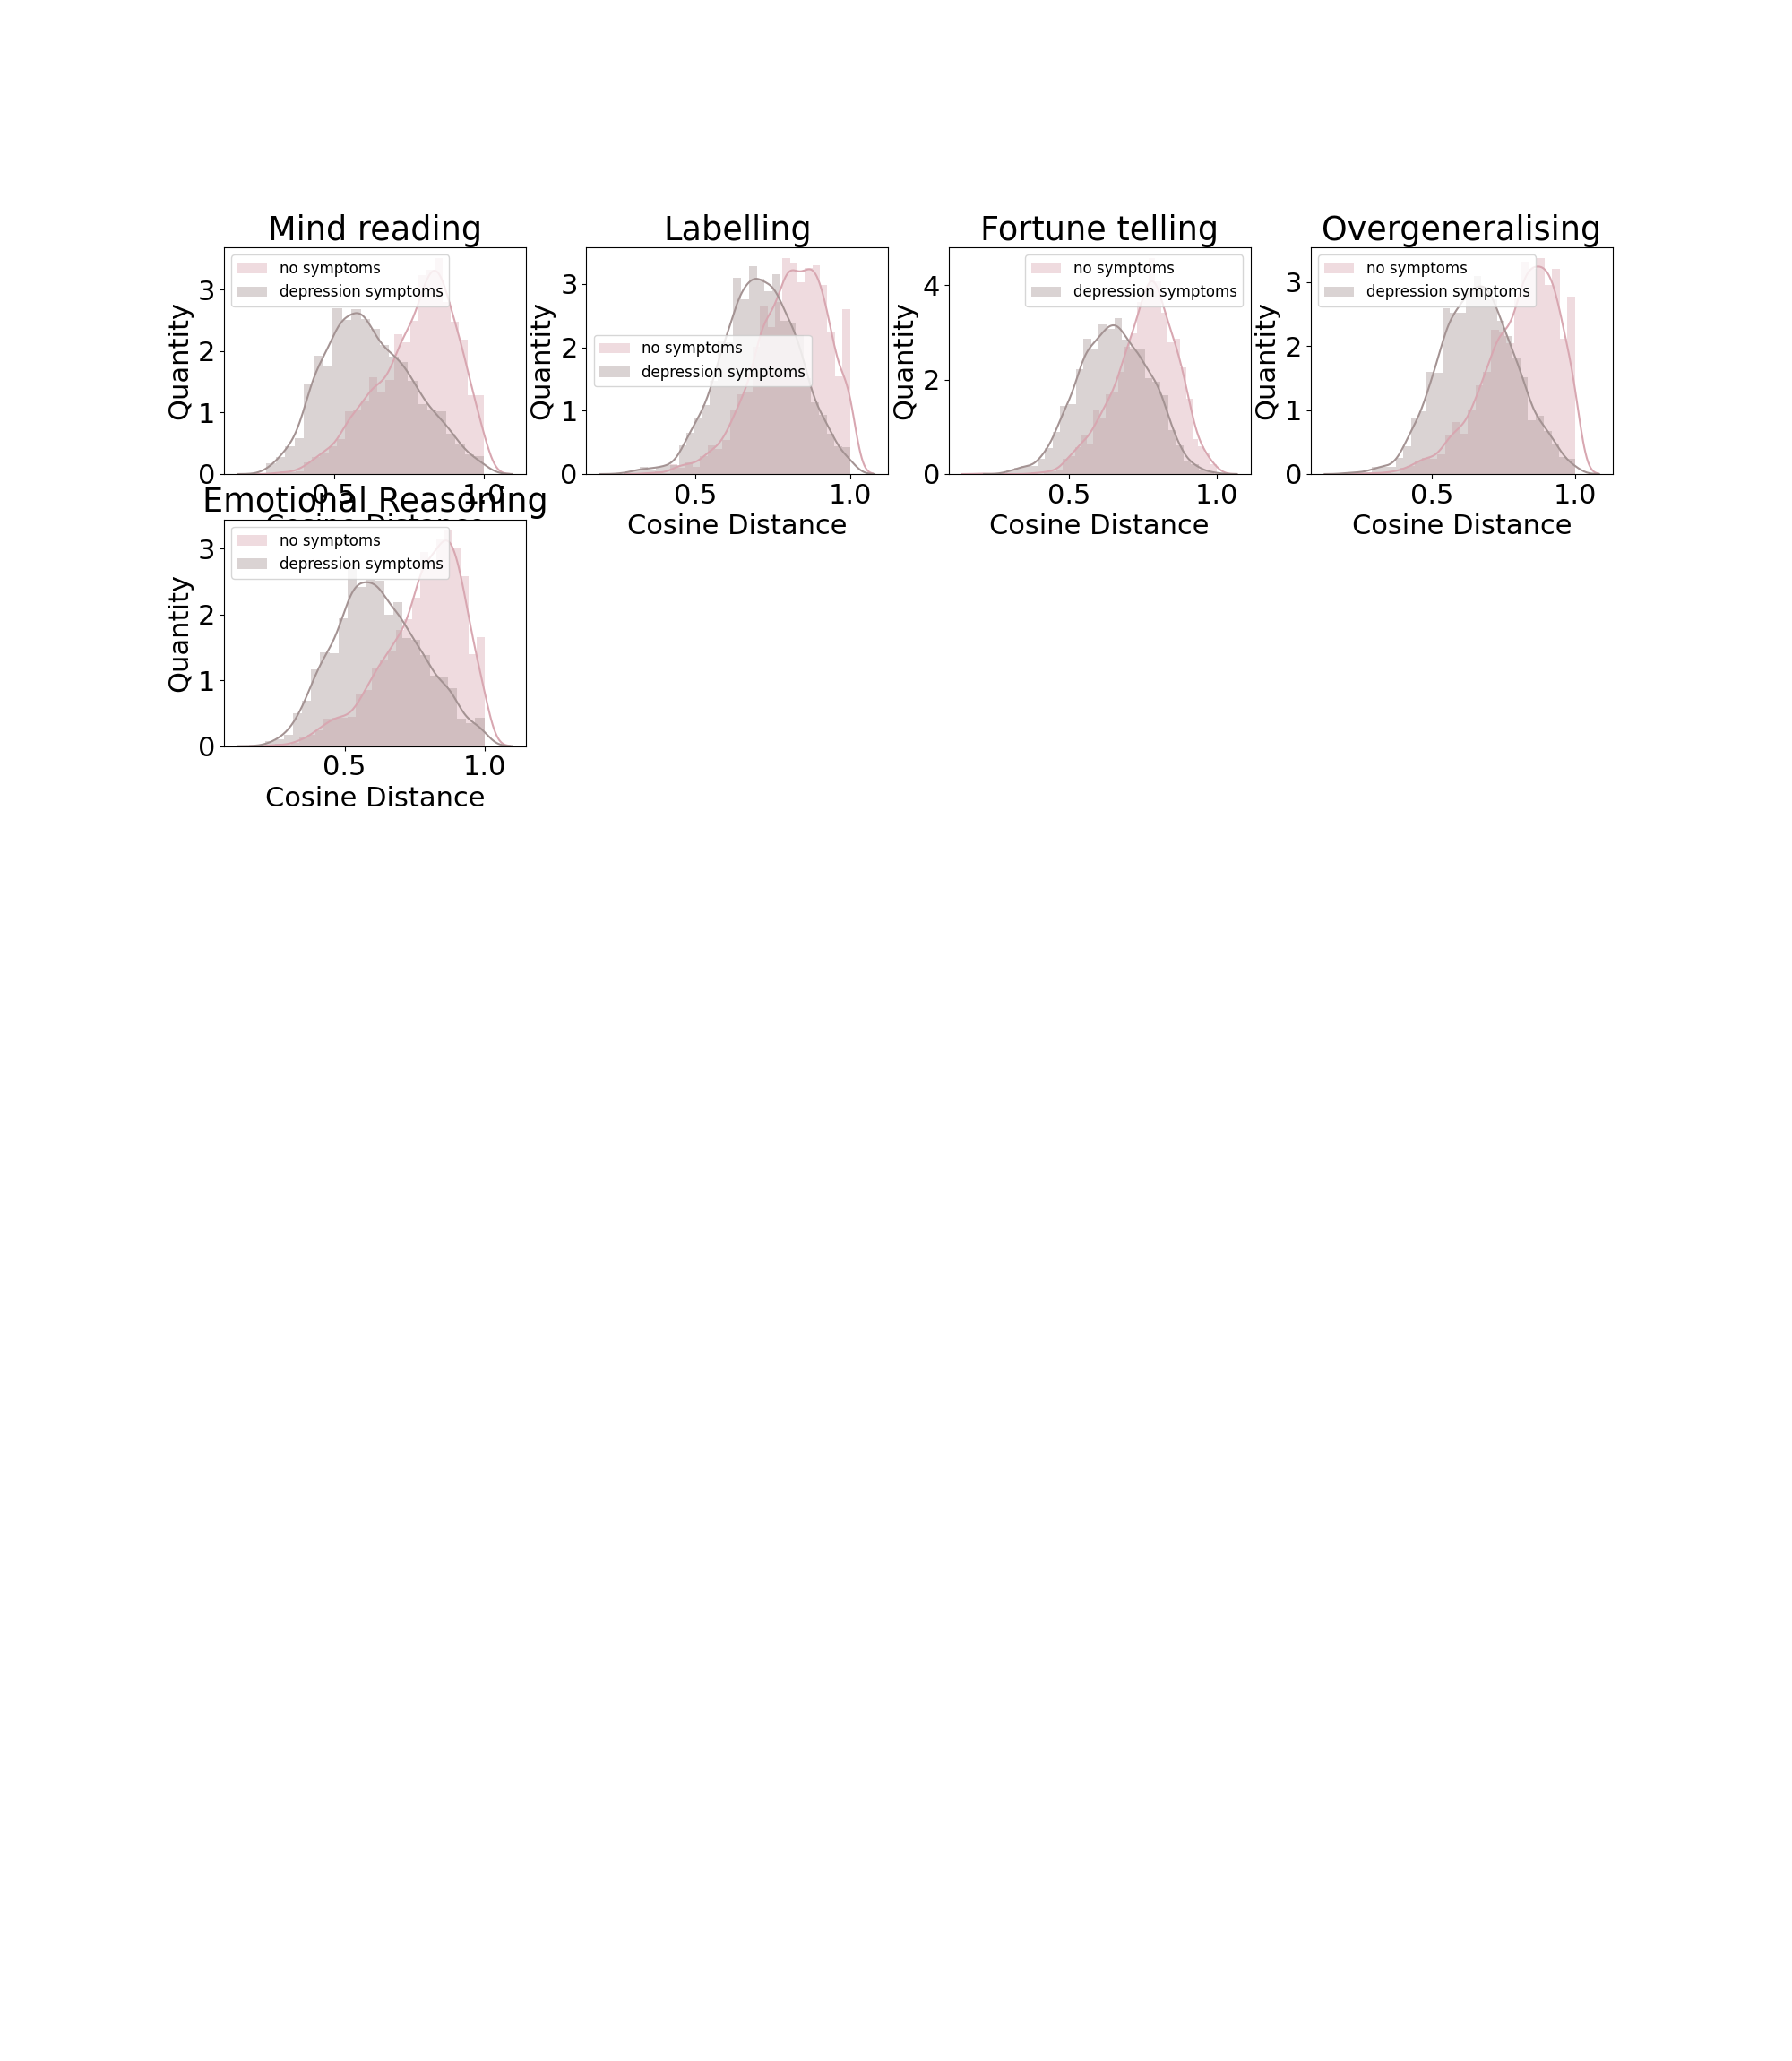 Mind reading
Labelling
Fortune telling
Overgeneralising
no symptoms
depression symptoms
Quantity
3
2
1
0
0.5
1.0
Cosine Distance
no symptoms
depression symptoms
Quantity
3
2
1
0
0.5
1.0
Cosine Distance
no symptoms
depression symptoms
Quantity
4
2
0
0.5
1.0
Cosine Distance
no symptoms
depression symptoms
Quantity
3
2
1
0
0.5
1.0
Cosine Distance
Emotional Reasoning
no symptoms
depression symptoms
Quantity
3
2
1
0
0.5
1.0
Cosine Distance